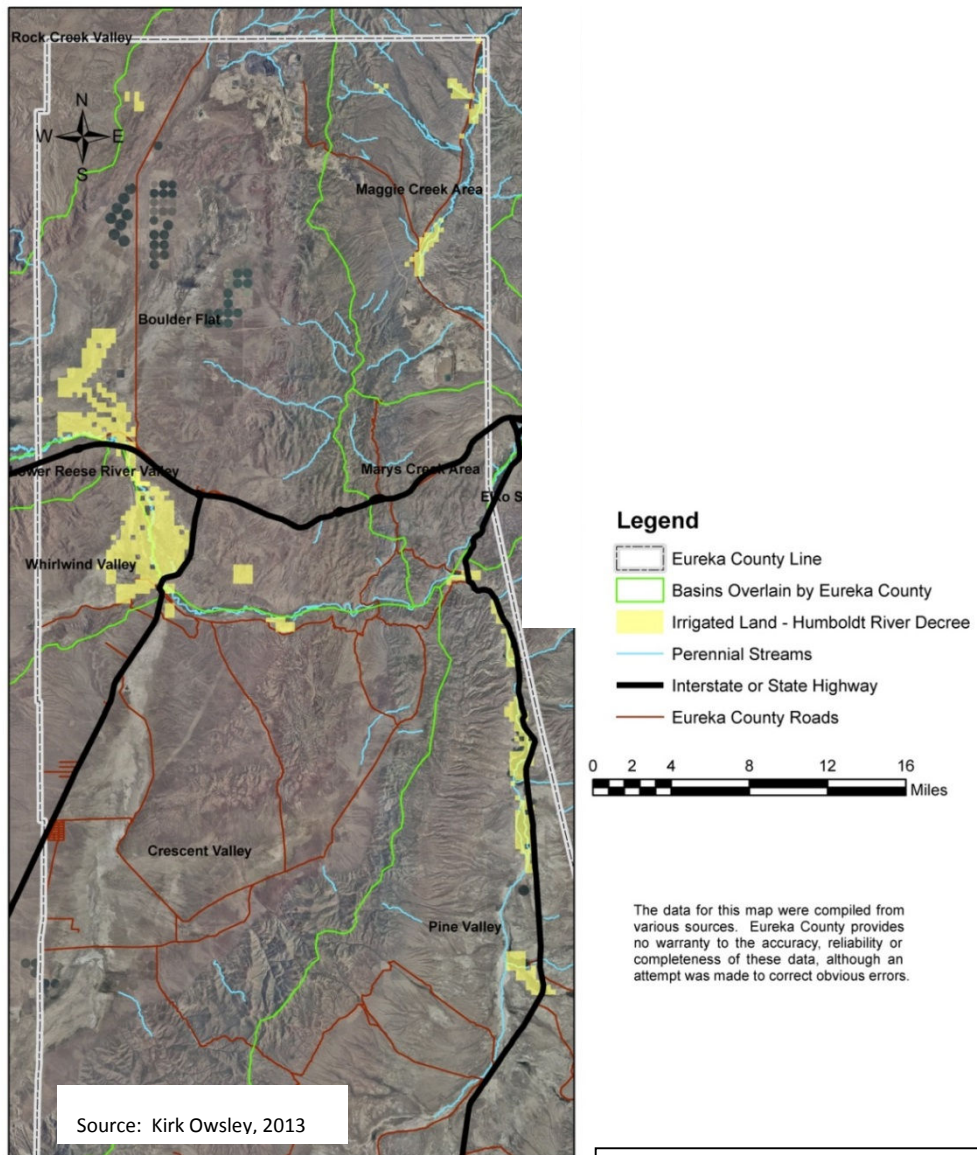 Rock Creek Valley
N
W E
S
Maggie Creek Area
Boulder Flat
Lower Reese River Valley
Marys Creek Area
Elko S
Whirlwind Valley
Crescent Valley
Pine Valley
Source: Kirk Owsley, 2013
Legend
Eureka County Line
Basins Overlain by Eureka County
Irrigated Land - Humboldt River Decree
Perennial Streams
Interstate or State Highway
Eureka County Roads
0 2 4 8 12 16
Miles
The data for this map were compiled from
various sources. Eureka County provides
no warranty to the accuracy, reliability or
completeness of these data, although an
attempt was made to correct obvious errors.